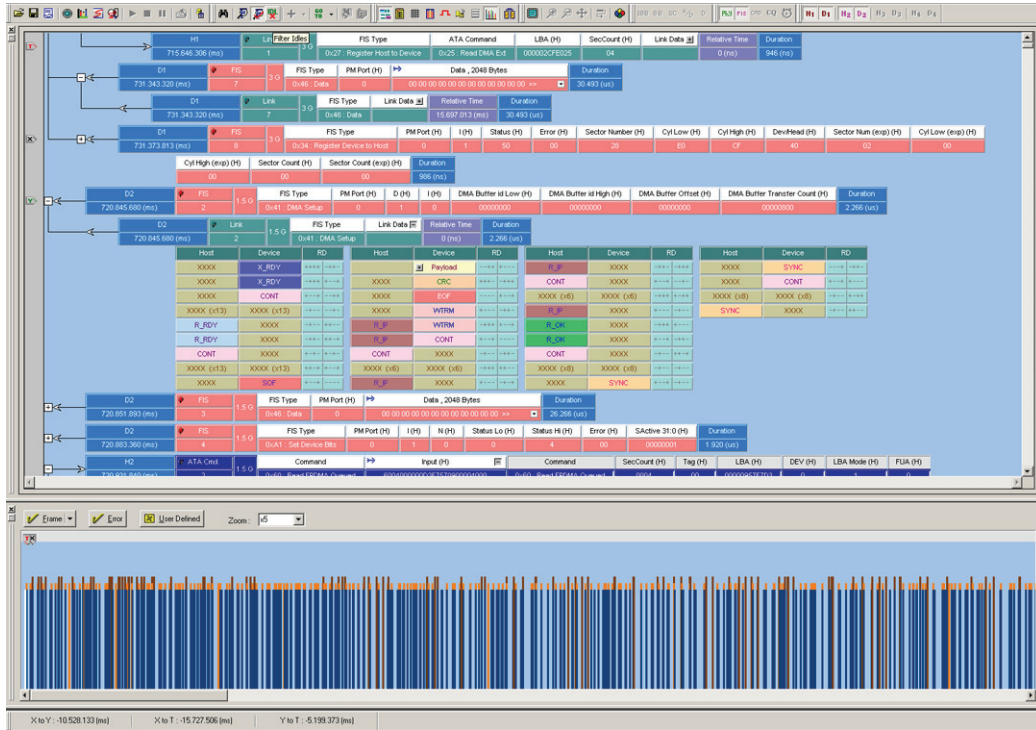 H1 Link FIS Type ATA Command LBA (H) SecCount (H) Link Data Relative Time Duration
Filter Idles
715.646.306 (ms) 1 3 G 0x27 : Register Host to Device 0x25 : Read DMA Ext 000002CFE025 04 0 (ns) 946 (ns)
D1 FIS FIS Type PM Port (H) Data , 2048 Bytes Duration
731.343.320 (ms) 7 3 G 0x46 : Data 0 00 00 00 00 00 00 00 00 00 00 00 00 >> 30.493 (us)
D1 Link FIS Type Link Data Relative Time Duration
731.343.320 (ms) 7 3 G 0x46 : Data 15.697.013 (ms) 30.493 (us)
D1 FIS FIS Type PM Port (H) I (H) Status (H) Error (H) Sector Number (H) Cyl Low (H) Cyl High (H) Dev/Head (H) Sector Num (exp) (H) Cyl Low (exp) (H)
731.373.813 (ms) 8 3 G 0x34 : Register Device to Host 0 1 50 00 28 E0 CF 40 02 00
Cyl High (exp) (H) Sector Count (H) Sector Count (exp) (H) Duration
00 00 00 986 (ns)
D2 FIS FIS Type PM Port (H) D (H) I (H) DMA Buffer id Low (H) DMA Buffer id High (H) DMA Buffer Offset (H) DMA Buffer Transfer Count (H) Duration
720.845.680 (ms) 2 1.5 G 0x41 : DMA Setup 0 1 0 00000000 00000000 00000000 00000800 2.266 (us)
D2 Link FIS Type Link Data Relative Time Duration
720.845.680 (ms) 2 1.5 G 0x41 : DMA Setup 0 (ns) 2.266 (us)
Host Device RD Host Device RD Host Device RD Host Device RD
XXXX X_RDY Payload R_IP XXXX XXXX SYNC
XXXX X_RDY XXXX CRC CONT XXXX XXXX CONT
XXXX CONT XXXX EOF XXXX (x6) XXXX (x6) XXXX (x8) XXXX (x8)
XXXX (x13) XXXX (x13) XXXX WTRM R_IP XXXX SYNC XXXX
R_RDY XXXX R_IP WTRM R_OK XXXX
R_RDY XXXX R_IP CONT R_OK XXXX
CONT XXXX CONT XXXX CONT XXXX
XXXX (x13) XXXX (x13) XXXX (x6) XXXX (x6) XXXX (x8) XXXX (x8)
XXXX SOF R_IP XXXX XXXX SYNC
D2 FIS FIS Type PM Port (H) Data , 2048 Bytes Duration
720.851.893 (ms) 3 1.5 G 0x46 : Data 0 00 00 00 00 00 00 00 00 00 00 00 00 >> 26.266 (us)
D2 FIS FIS Type PM Port (H) I (H) N (H) Status Lo (H) Status Hi (H) Error (H) SActive 31:0 (H) Duration
720.883.360 (ms) 4 1.5 G 0xA1 : Set Device Bits 0 1 0 0 4 00 00000001 1.920 (us)
H2 ATA Cmd Command Input (H) Command SecCount (H) Tag (H) LBA (H) DEV (H) LBA Mode (H) FUA (H)
1.5 G
Frame Error User Defined Zoom : x5
X to Y : -10.528.133 (ms) X to T : -15.727.506 (ms) Y to T : -5.199.373 (ms)